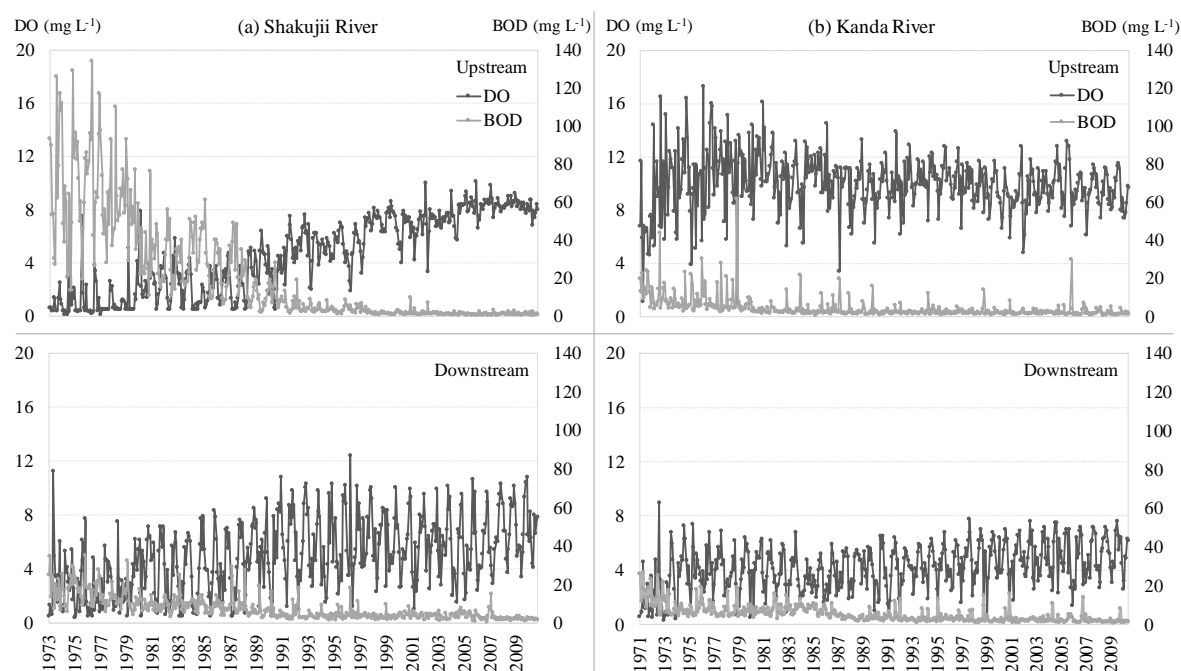 DO (mg L-1) (a) Shakujii River BOD (mg L-1) DO (mg L-1) (b) Kanda River BOD (mg L-1)
20 140 20 140
Upstream Upstream
120 120
16 DO 16 DO
BOD BOD
100 100
12 80 12 80
8 60 8 60
40 40
4 4
20 20
0 0 0 0
20 140 20 140
Downstream Downstream
120 120
16 16
100 100
12 80 12 80
8 60 8 60
40 40
4 4
20 20
0 0 0 0
1973 1975 1977 1979 1981 1983 1985 1987 1989 1991 1993 1995 1997 1999 2001 2003 2005 2007 2009 1971 1973 1975 1977 1979 1981 1983 1985 1987 1989 1991 1993 1995 1997 1999 2001 2003 2005 2007 2009